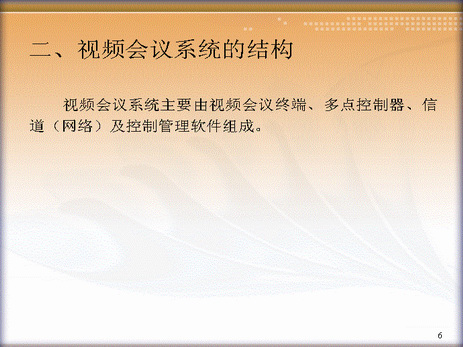 二、视频会议系统的结构
视频会议系统主要由视频会议终端、多点控制器、信
道（网络）及控制管理软件组成。
6